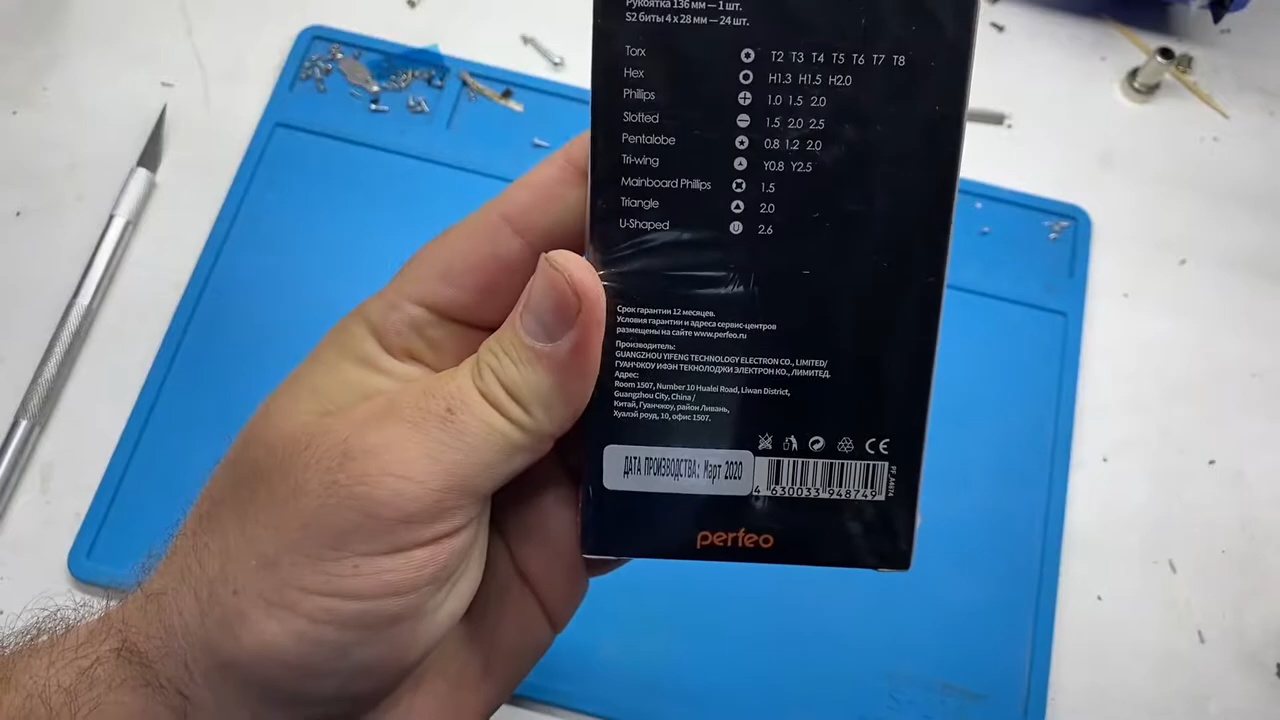 Рукоятка 136 мм — 1 шт.
S2 биты 4 x 28 мм — 24 шт.
Torx T2 T3 T4 T5 T6 T7 T8
Hex H1.3 H1.5 H2.0
Phillips 1.0 1.5 2.0
Slotted 1.5 2.0 2.5
Pentalobe 0.8 1.2 2.0
Tri-wing Y0.8 Y2.5
Mainboard Phillips 1.5
Triangle 2.0
U-Shaped U 2.6
Срок гарантии 12 месяцев.
Условия гарантии и адреса сервис-центров
размещены на сайте www.perfeo.ru
Производитель:
GUANGZHOU YIFENG TECHNOLOGY ELECTRON CO., LIMITED/
ГУАНЧЖОУ ИФЭН ТЕКНОЛОДЖИ ЭЛЕКТРОН КО., ЛИМИТЕД.
Адрес:
Room 1507, Number 10 Hualei Road, Liwan District,
Guangzhou City, China /
Китай, Гуанчжоу, район Ливань,
Хуалэй роуд, 10, офис 1507.
CE
ДАТА ПРОИЗВОДСТВА: Март 2020
4 630033 948749
PF_A4874
perfeo